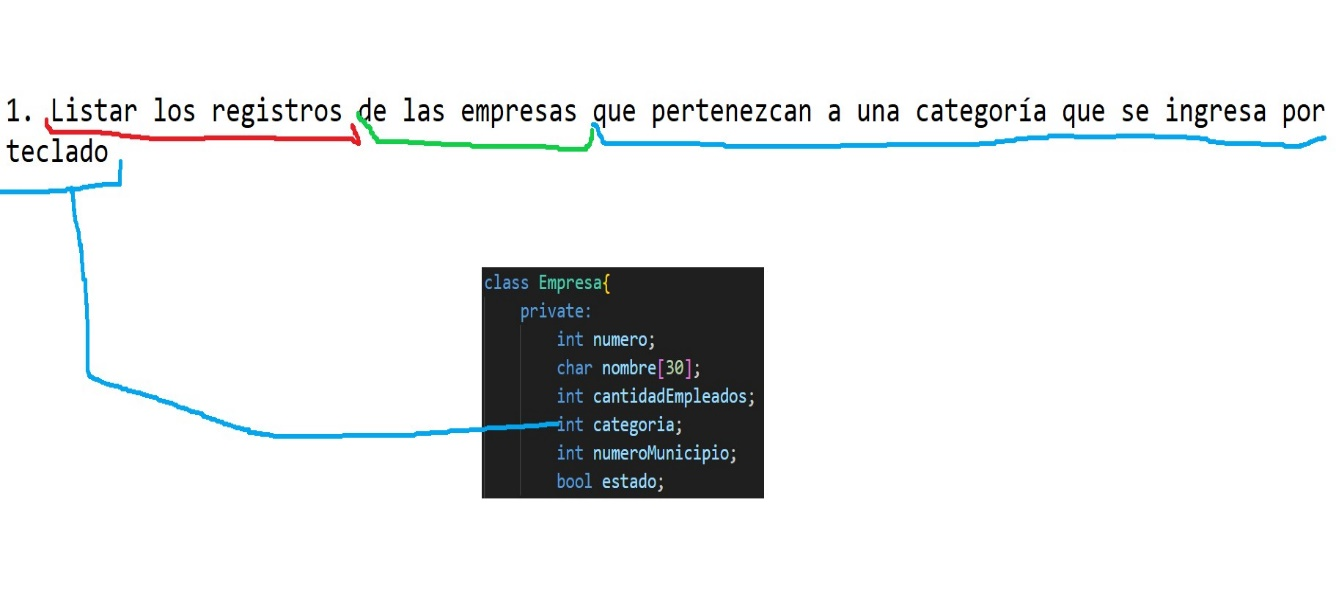 1. Listar los registros de las empresas que pertenezcan a una categoría que se ingresa por
teclado
class Empresa{
private:
int numero;
char nombre[30];
int cantidadEmpleados;
int categoria;
int numeroMunicipio;
bool estado;